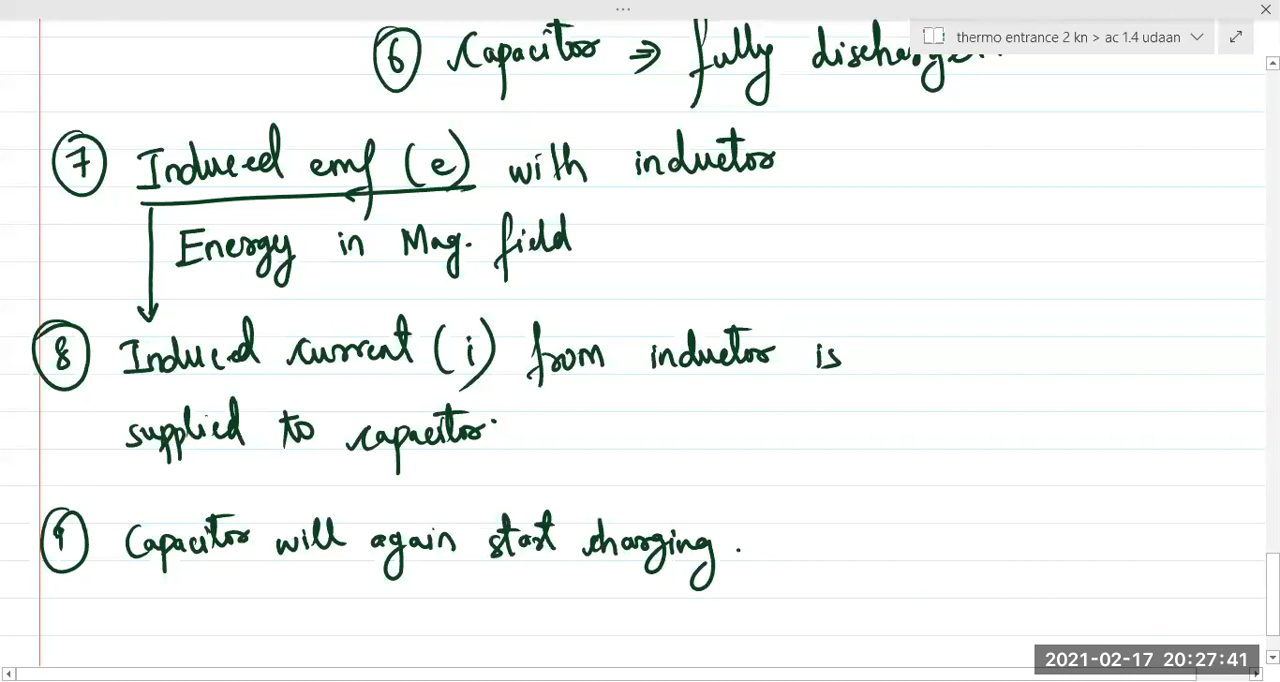 thermo entrance 2 kn > ac 1.4 udaan
⑥ Capacitor ⇒ fully discharge..
⑦ Induced emf (e) with inductor
Energy in Mag. field
⑧ Induced current (i) from inductor is
supplied to capacitor.
⑨ Capacitor will again start charging.
2021-02-17 20:27:41